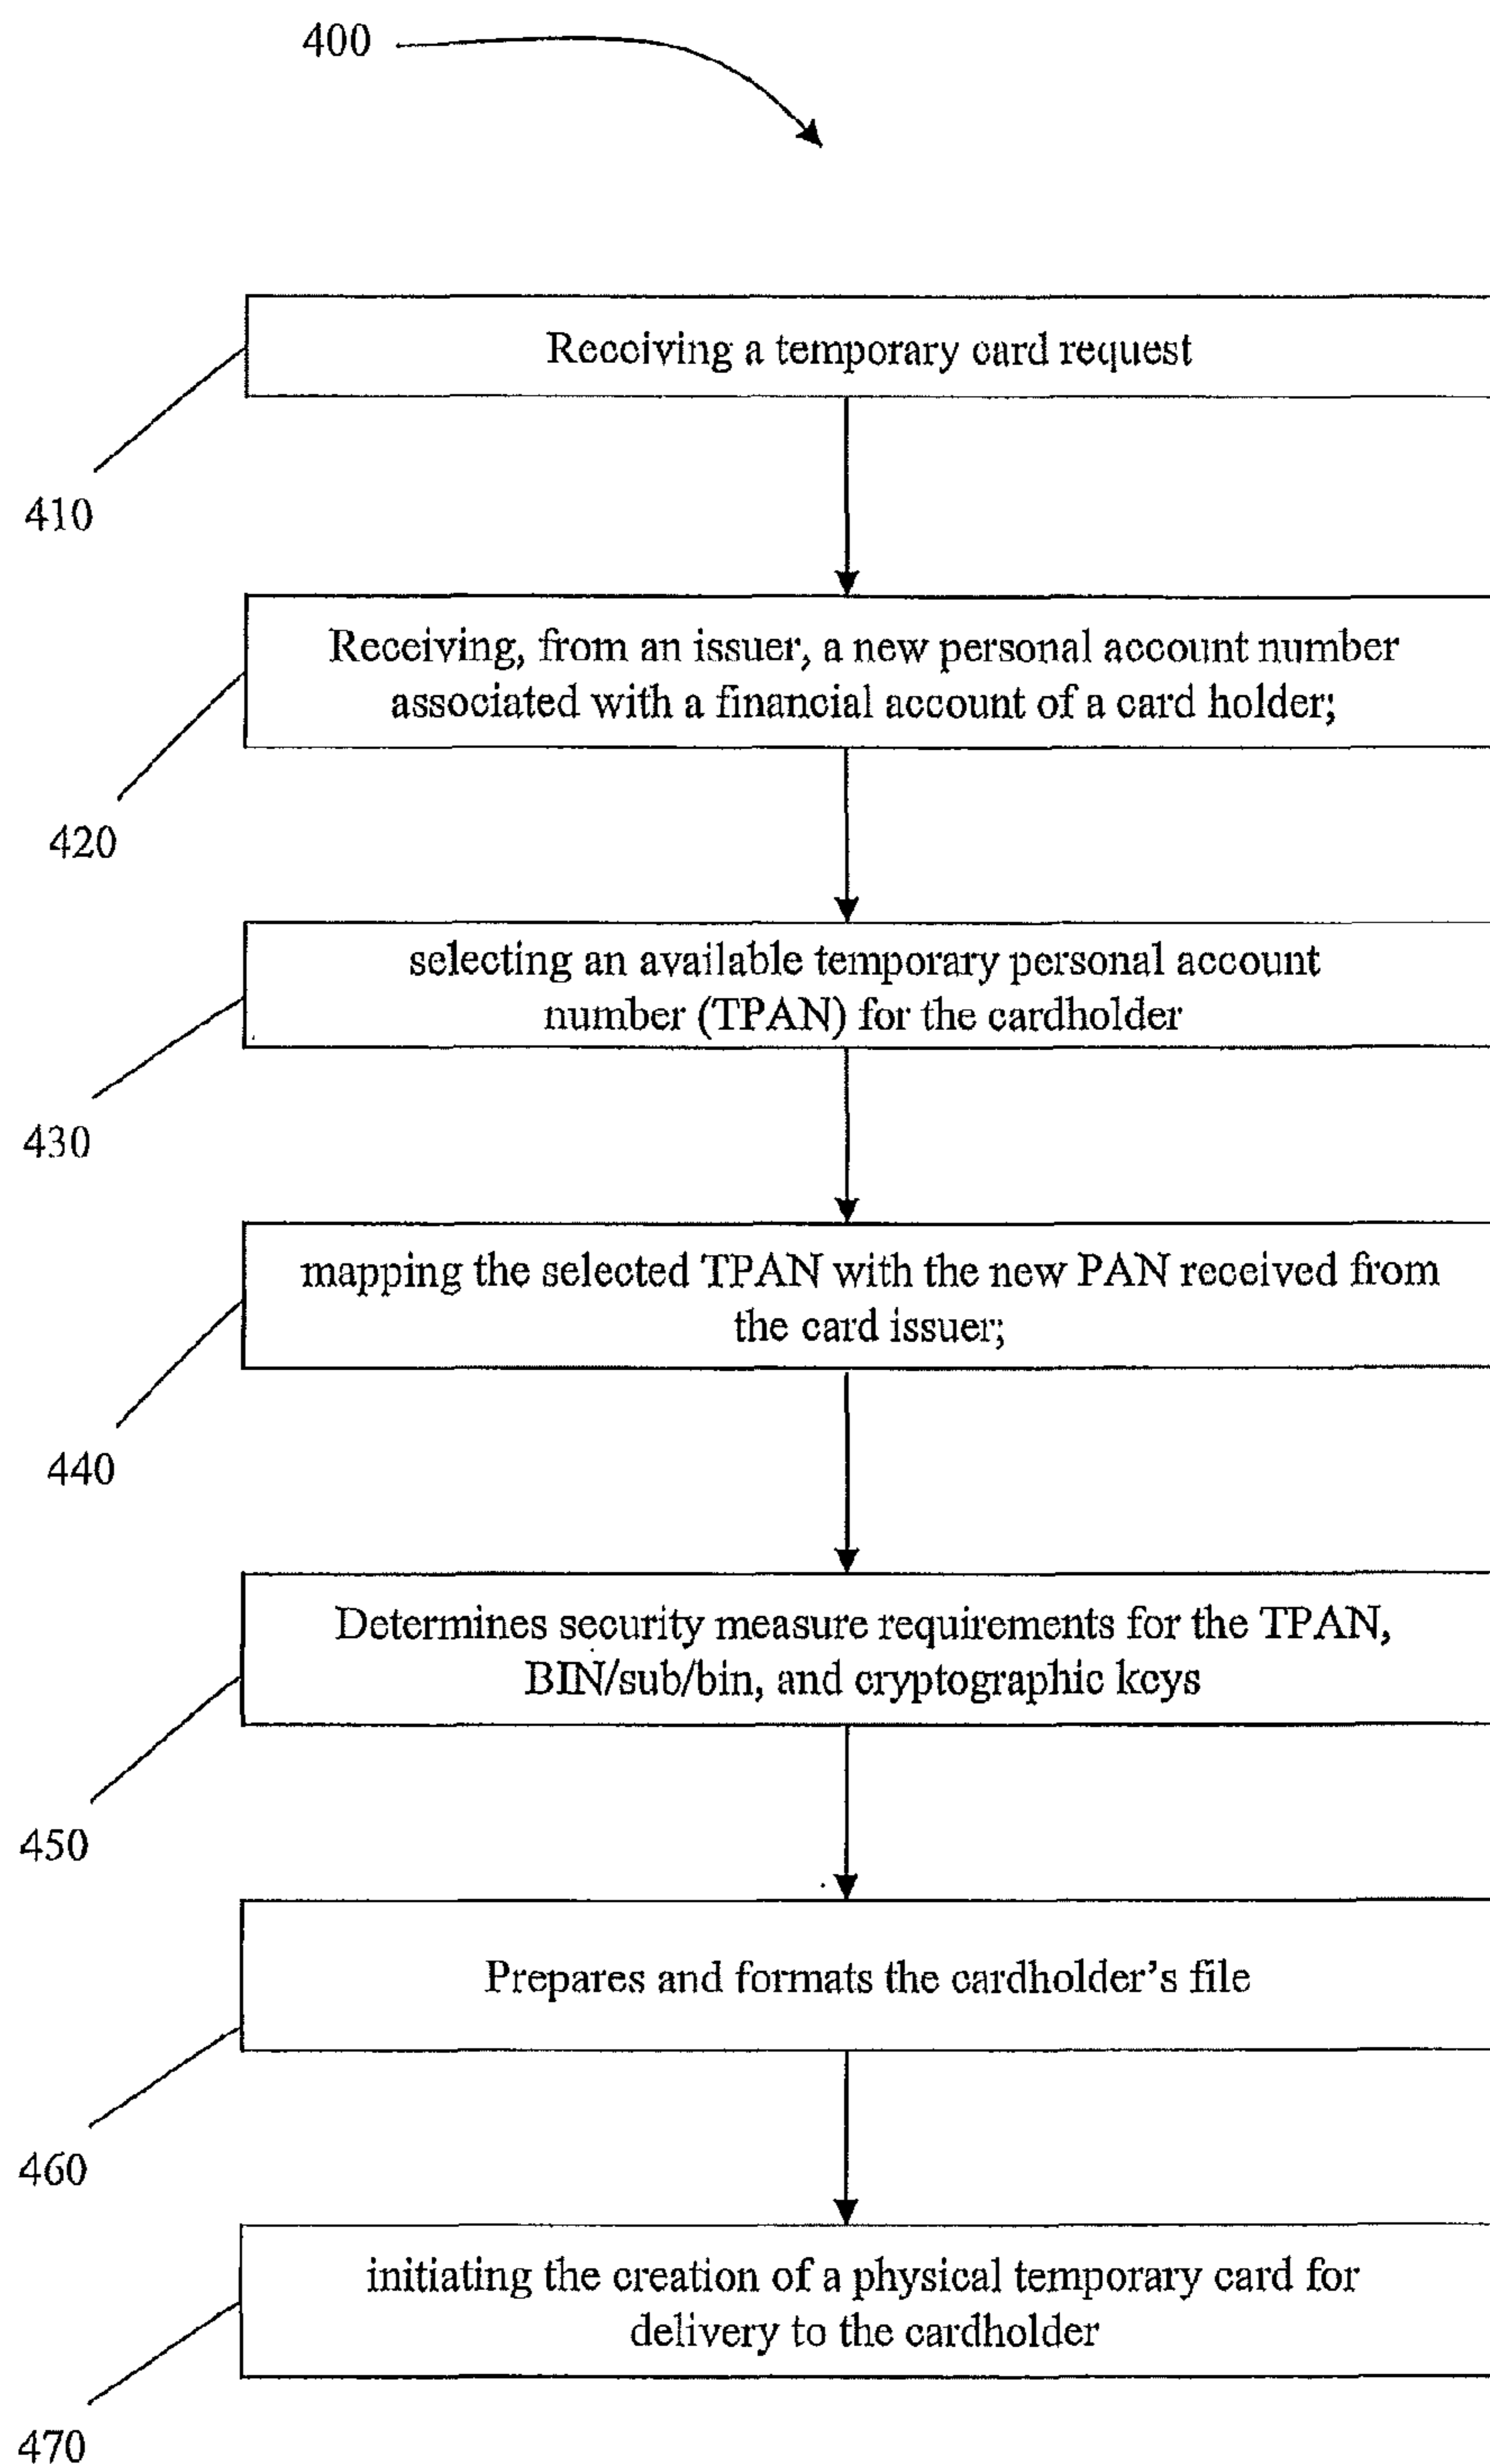 400
Receiving a temporary card request
410
Receiving, from an issuer, a new personal account number
associated with a financial account of a card holder;
420
selecting an available temporary personal account
number (TPAN) for the cardholder
430
mapping the selected TPAN with the new PAN received from
the card issuer;
440
Determines security measure requirements for the TPAN,
BIN/sub/bin, and cryptographic keys
450
Prepares and formats the cardholder's file
460
initiating the creation of a physical temporary card for
delivery to the cardholder
470